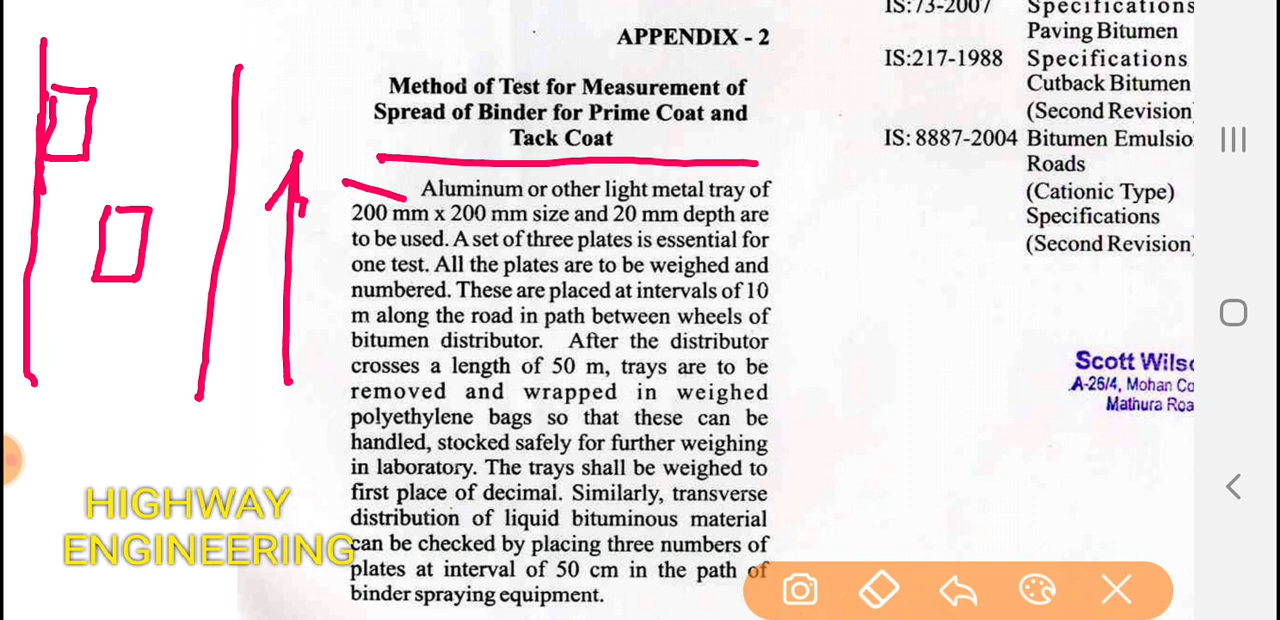 APPENDIX - 2
Method of Test for Measurement of
Spread of Binder for Prime Coat and
Tack Coat
Aluminum or other light metal tray of
200 mm x 200 mm size and 20 mm depth are
to be used. A set of three plates is essential for
one test. All the plates are to be weighed and
numbered. These are placed at intervals of 10
m along the road in path between wheels of
bitumen distributor. After the distributor
crosses a length of 50 m, trays are to be
removed and wrapped in weighed
polyethylene bags so that these can be
handled, stocked safely for further weighing
in laboratory. The trays shall be weighed to
first place of decimal. Similarly, transverse
distribution of liquid bituminous material
can be checked by placing three numbers of
plates at interval of 50 cm in the path of
binder spraying equipment.
IS:73-2007 Specifications
Paving Bitumen
IS:217-1988 Specifications
Cutback Bitumen
(Second Revision)
IS: 8887-2004 Bitumen Emulsio
Roads
(Cationic Type)
Specifications
(Second Revision)
Scott Wils
A-26/4, Mohan Co
Mathura Roa
HIGHWAY
ENGINEERING